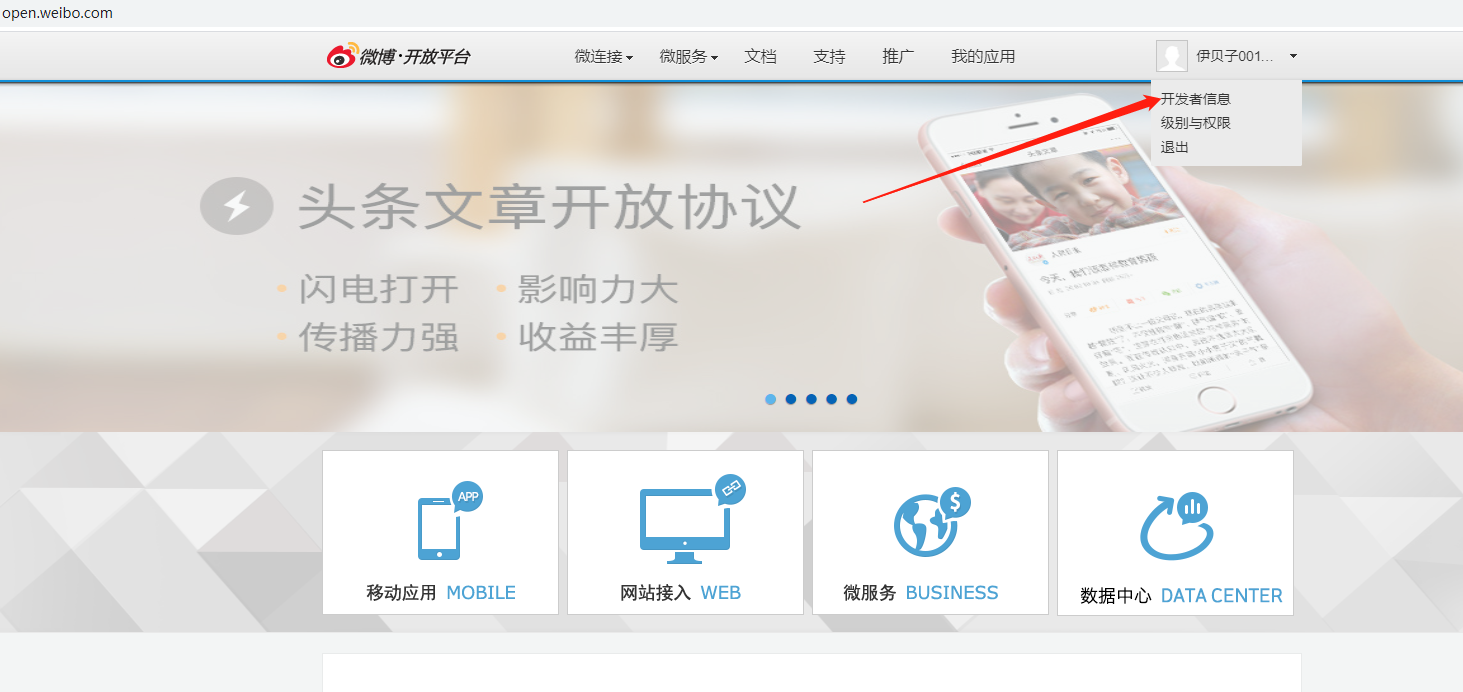 open.weibo.com
微博·开放平台 微连接 微服务 文档 支持 推广 我的应用 伊贝子001...
开发者信息
级别与权限
退出
头条文章开放协议
闪电打开 影响力大
传播力强 收益丰厚
头条文章
APP
$
移动应用 MOBILE
网站接入 WEB
微服务 BUSINESS
数据中心 DATA CENTER